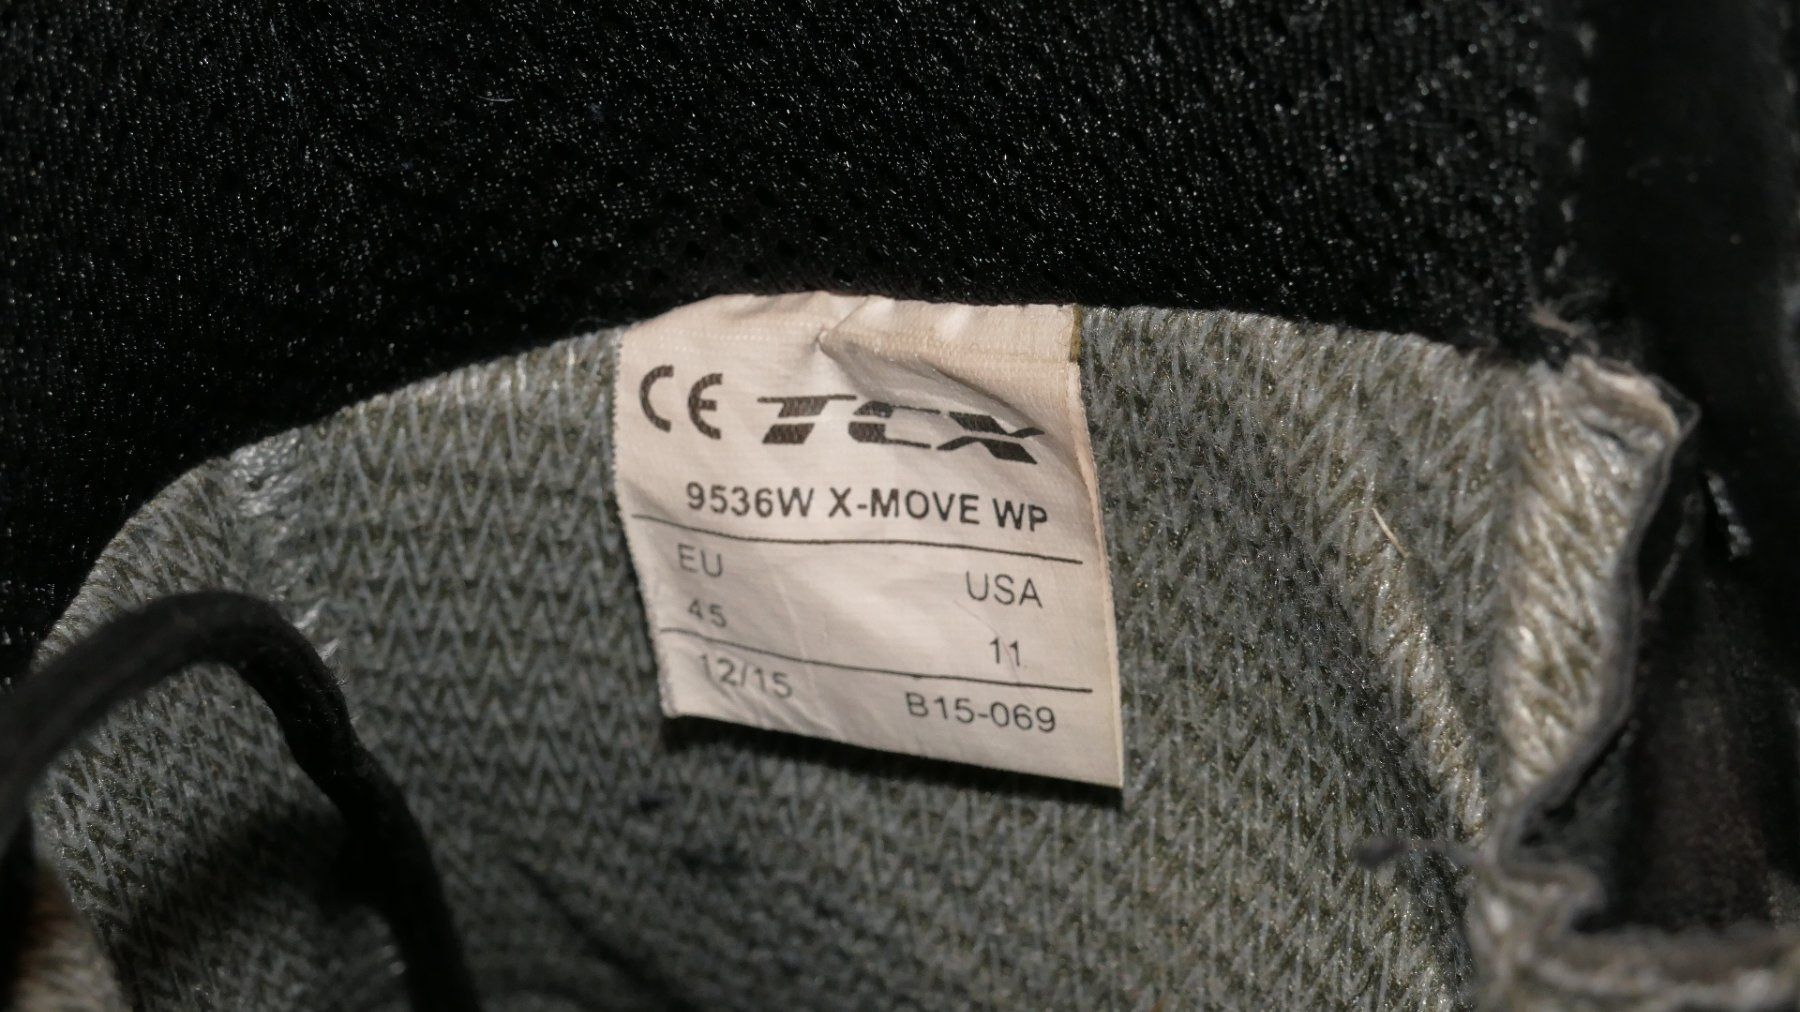 CE TCX
9536W X-MOVE WP
EU USA
45 11
12/15 B15-069